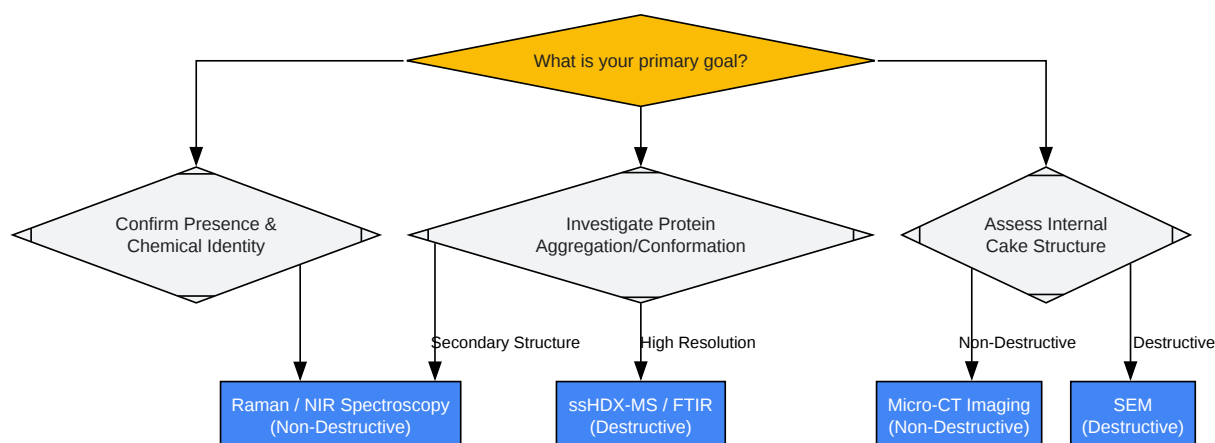 What is your primary goal?
Confirm Presence &
Chemical Identity
Investigate Protein
Aggregation/Conformation
Assess Internal
Cake Structure
Secondary Structure
High Resolution
Non-Destructive
Destructive
Raman / NIR Spectroscopy
(Non-Destructive)
ssHDX-MS / FTIR
(Destructive)
Micro-CT Imaging
(Non-Destructive)
SEM
(Destructive)